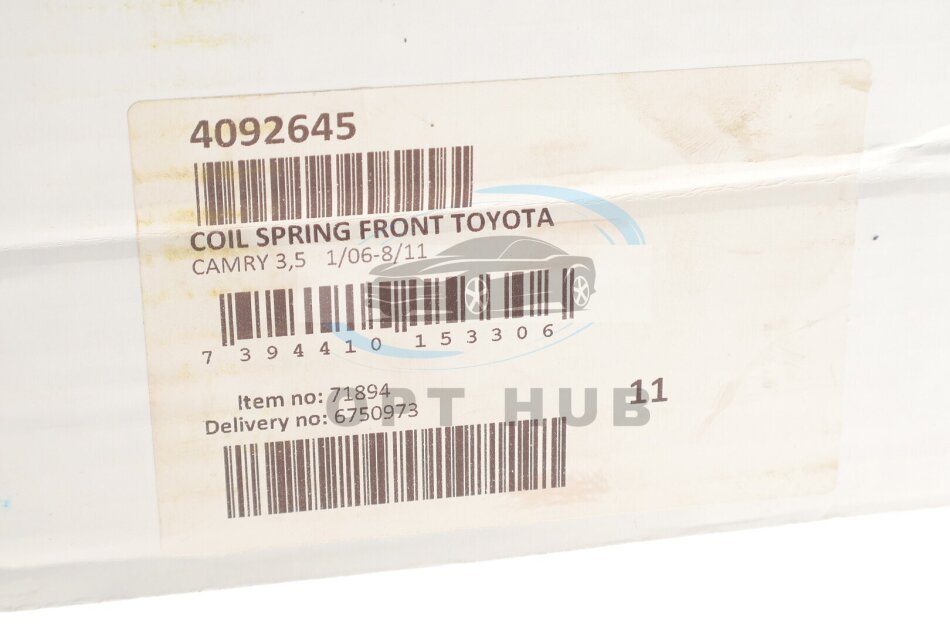 4092645
COIL SPRING FRONT TOYOTA
CAMRY 3,5 1/06-8/11
7 394410 153306
Item no: 71894
11
Delivery no: 6750973
OPT HUB